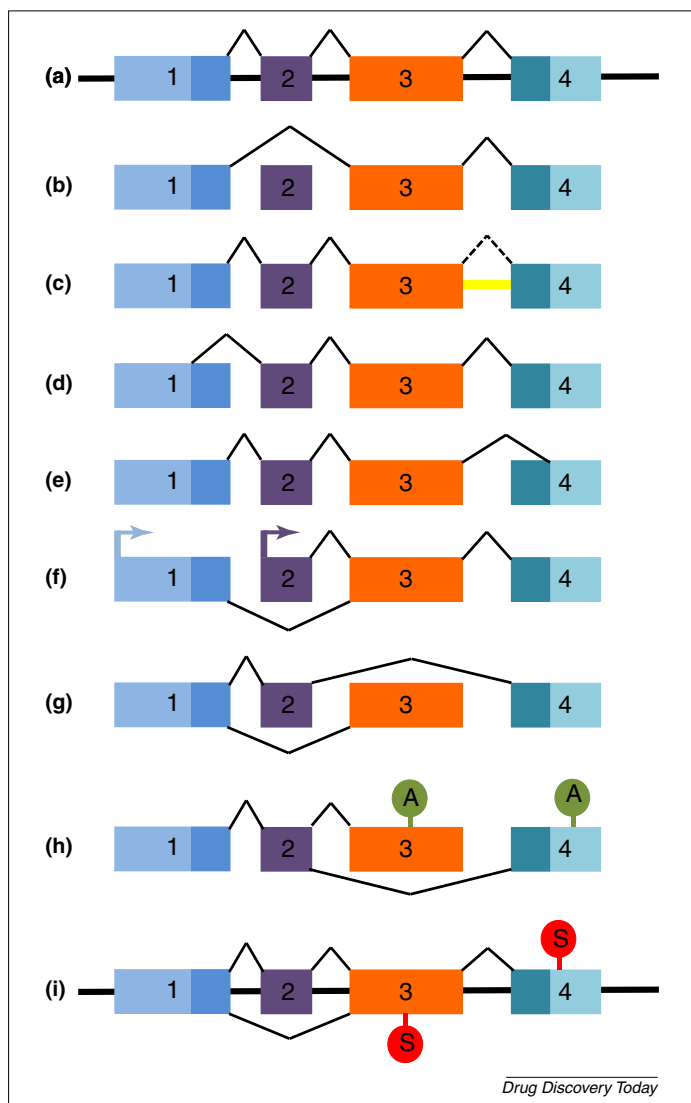 (a) 1 2 3 4
(b) 1 2 3 4
(c) 1 2 3 4
(d) 1 2 3 4
(e) 1 2 3 4
(f) 1 2 3 4
(g) 1 2 3 4
A A
(h) 1 2 3 4
S
(i) 1 2 3 4
S
Drug Discovery Today